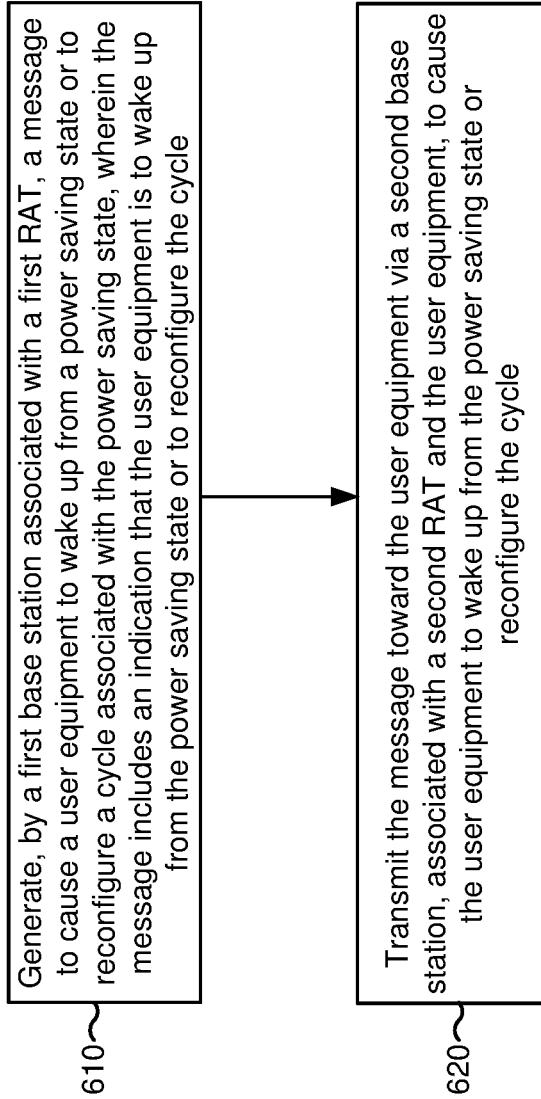 610
Generate, by a first base station associated with a first RAT, a message
to cause a user equipment to wake up from a power saving state or to
reconfigure a cycle associated with the power saving state, wherein the
message includes an indication that the user equipment is to wake up
from the power saving state or to reconfigure the cycle
620
Transmit the message toward the user equipment via a second base
station, associated with a second RAT and the user equipment, to cause
the user equipment to wake up from the power saving state or
reconfigure the cycle